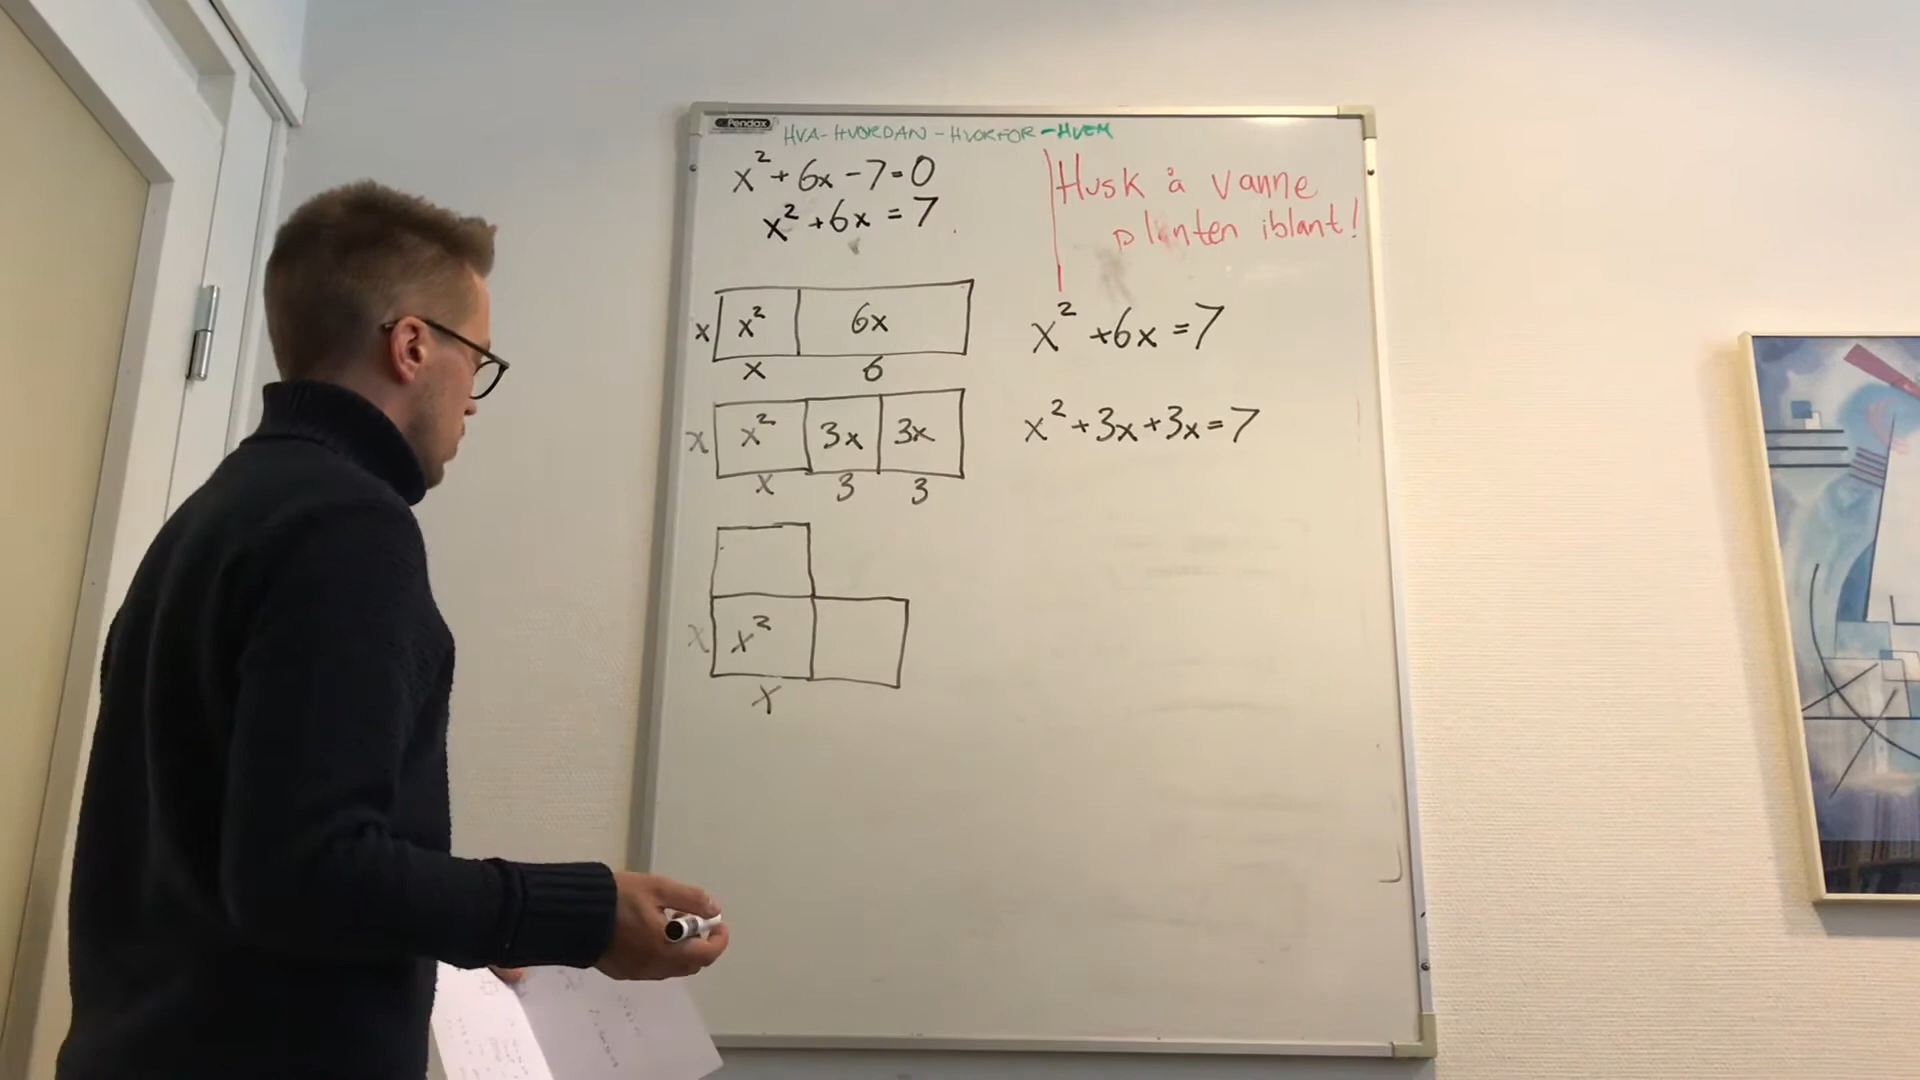 Pendax
HVA-HVORDAN-HVORFOR-HVEM
x² + 6x - 7 = 0
x² + 6x = 7
Husk å vanne
planten iblant!
x x² 6x
x 6
x² + 6x = 7
x x² 3x 3x
x 3 3
x² + 3x + 3x = 7
x x²
x